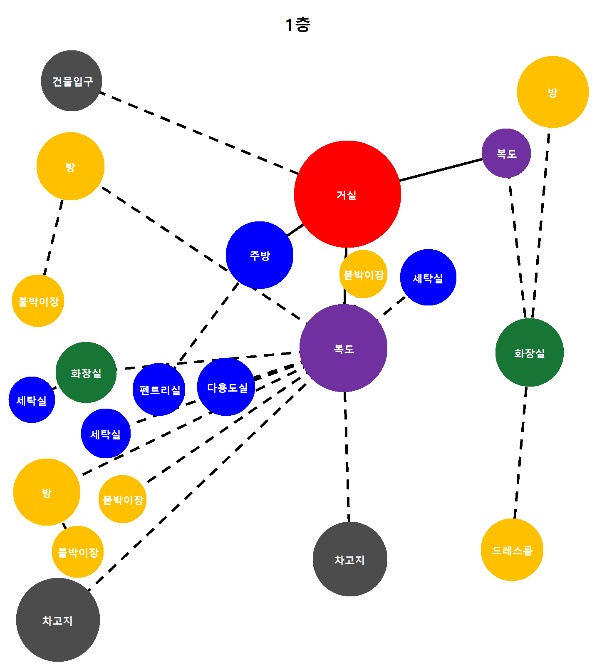 1층
건물입구
방
복도
방
거실
주방
붙박이장
세탁실
붙박이장
복도
화장실
화장실
펜트리실
다용도실
세탁실
세탁실
방
붙박이장
붙박이장
드레스룸
차고지
차고지